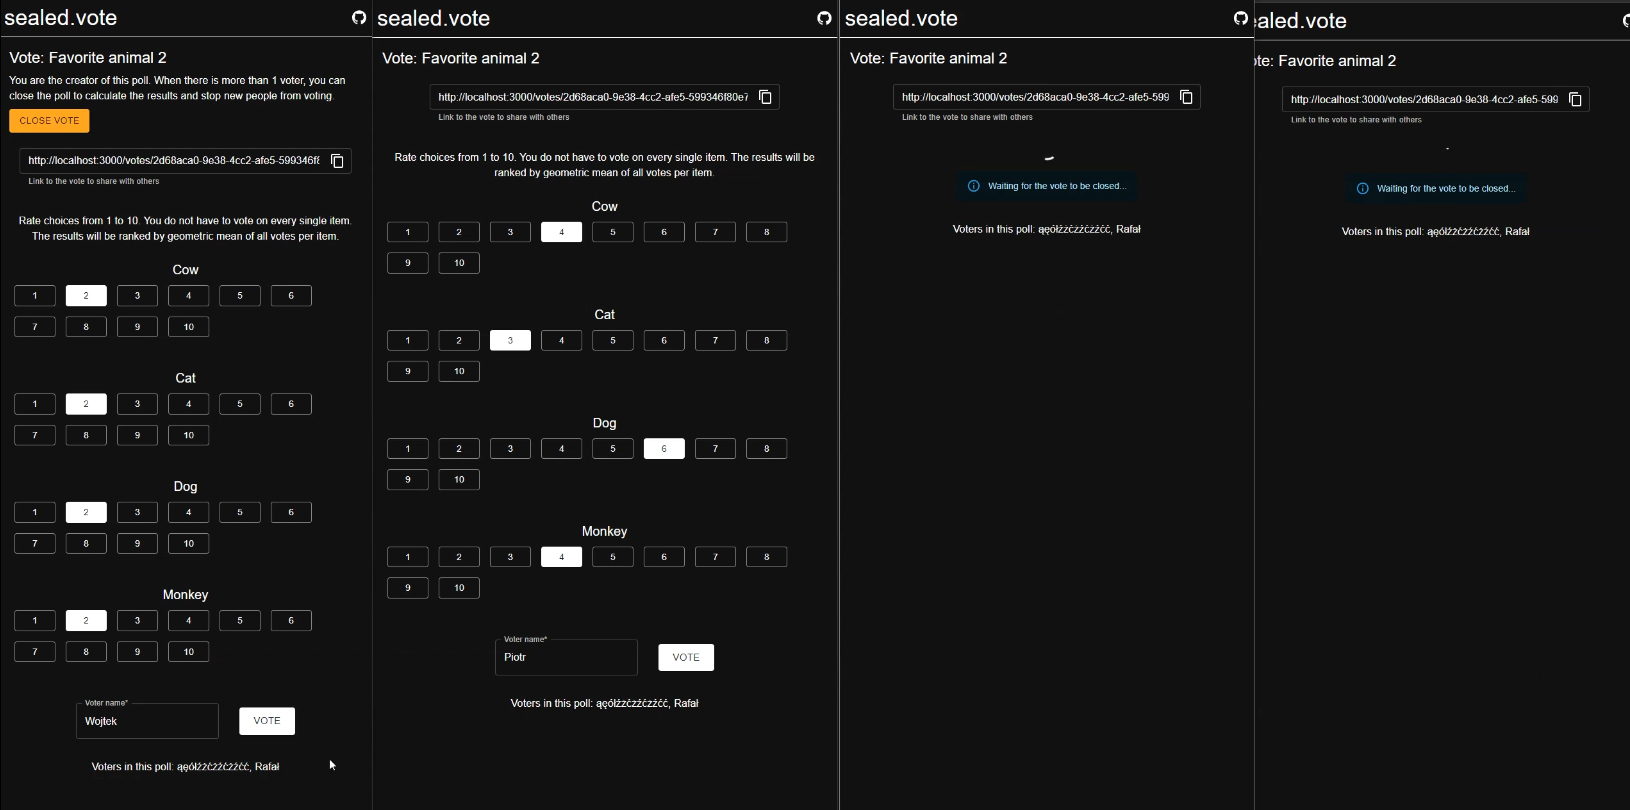 sealed.vote
Vote: Favorite animal 2
You are the creator of this poll. When there is more than 1 voter, you can
close the poll to calculate the results and stop new people from voting.
CLOSE VOTE
http://localhost:3000/votes/2d68aca0-9e38-4cc2-afe5-599346f8
Link to the vote to share with others
Rate choices from 1 to 10. You do not have to vote on every single item.
The results will be ranked by geometric mean of all votes per item.
Cow
1 2 3 4 5 6
7 8 9 10
Cat
1 2 3 4 5 6
7 8 9 10
Dog
1 2 3 4 5 6
7 8 9 10
Monkey
1 2 3 4 5 6
7 8 9 10
Voter name*
Wojtek
VOTE
Voters in this poll: Rafał
sealed.vote
Vote: Favorite animal 2
http://localhost:3000/votes/2d68aca0-9e38-4cc2-afe5-599346f80e7
Link to the vote to share with others
Rate choices from 1 to 10. You do not have to vote on every single item. The results will be
ranked by geometric mean of all votes per item.
Cow
1 2 3 4 5 6 7 8
9 10
Cat
1 2 3 4 5 6 7 8
9 10
Dog
1 2 3 4 5 6 7 8
9 10
Monkey
1 2 3 4 5 6 7 8
9 10
Voter name*
Piotr
VOTE
Voters in this poll: Rafał
sealed.vote
Vote: Favorite animal 2
http://localhost:3000/votes/2d68aca0-9e38-4cc2-afe5-599
Link to the vote to share with others
Waiting for the vote to be closed...
Voters in this poll: Rafał
ealed.vote
ote: Favorite animal 2
http://localhost:3000/votes/2d68aca0-9e38-4cc2-afe5-599
Link to the vote to share with others
Waiting for the vote to be closed...
Voters in this poll: Rafał